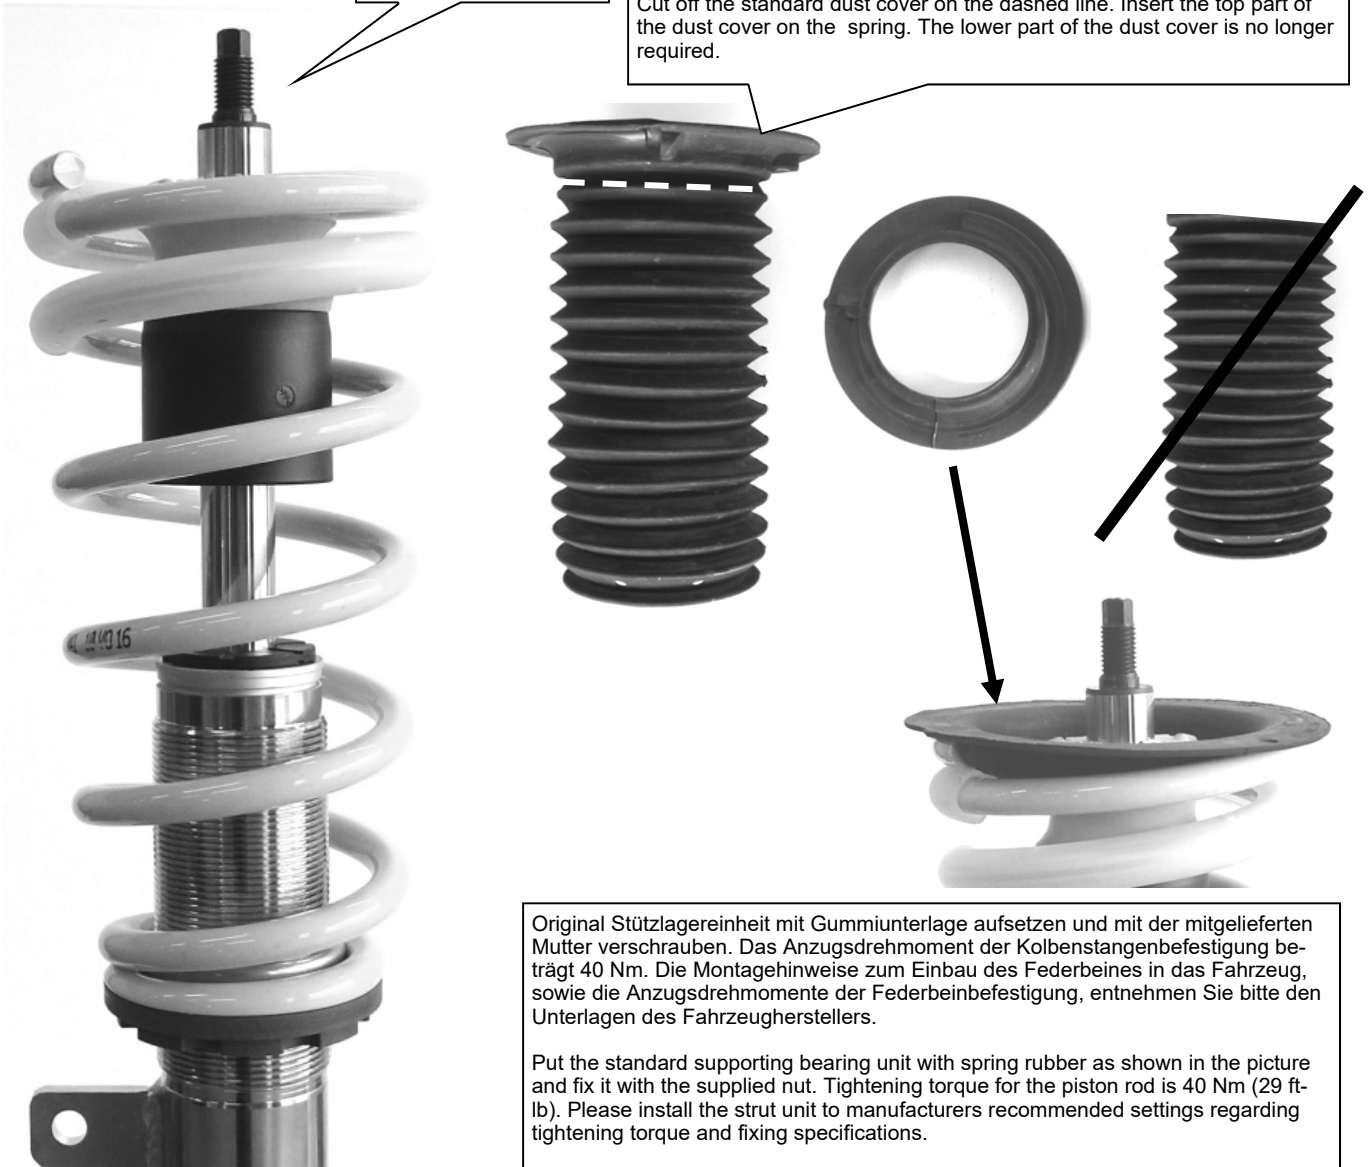 Cut off the standard dust cover on the dashed line. Insert the top part of
the dust cover on the spring. The lower part of the dust cover is no longer
required.
16
Original Stützlagereinheit mit Gummiunterlage aufsetzen und mit der mitgelieferten
Mutter verschrauben. Das Anzugsdrehmoment der Kolbenstangenbefestigung be-
trägt 40 Nm. Die Montagehinweise zum Einbau des Federbeines in das Fahrzeug,
sowie die Anzugsdrehmomente der Federbeinbefestigung, entnehmen Sie bitte den
Unterlagen des Fahrzeugherstellers.
Put the standard supporting bearing unit with spring rubber as shown in the picture
and fix it with the supplied nut. Tightening torque for the piston rod is 40 Nm (29 ft-
lb). Please install the strut unit to manufacturers recommended settings regarding
tightening torque and fixing specifications.